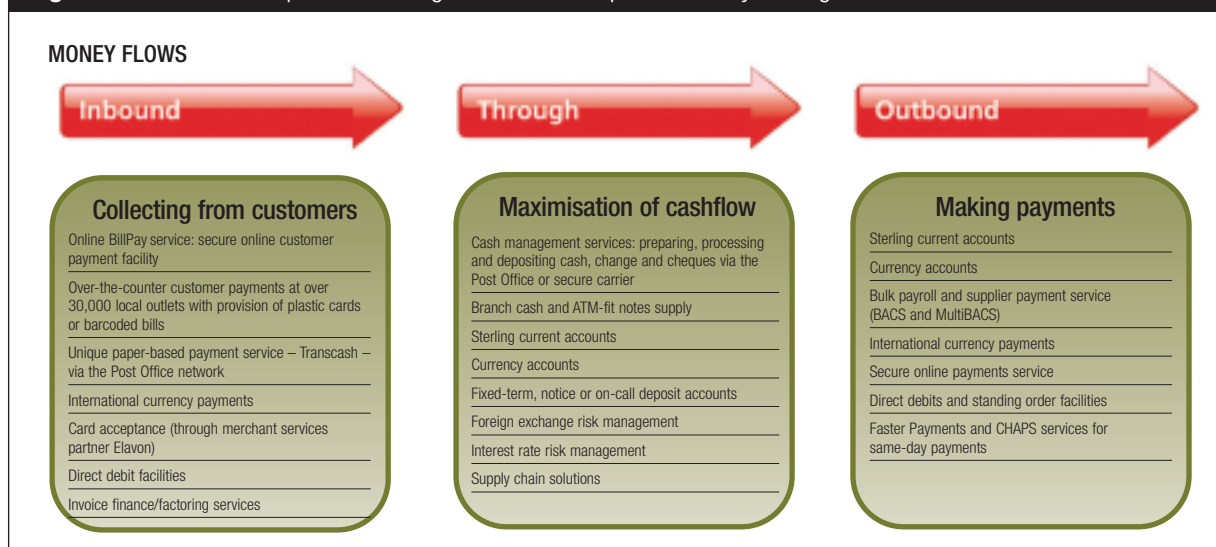 MONEY FLOWS
Inbound
Through
Outbound
Collecting from customers
Online BillPay service: secure online customer
payment facility
Over-the-counter customer payments at over
30,000 local outlets with provision of plastic cards
or barcoded bills
Unique paper-based payment service – Transcash –
via the Post Office network
International currency payments
Card acceptance (through merchant services
partner Elavon)
Direct debit facilities
Invoice finance/factoring services
Maximisation of cashflow
Cash management services: preparing, processing
and depositing cash, change and cheques via the
Post Office or secure carrier
Branch cash and ATM-fit notes supply
Sterling current accounts
Currency accounts
Fixed-term, notice or on-call deposit accounts
Foreign exchange risk management
Interest rate risk management
Supply chain solutions
Making payments
Sterling current accounts
Currency accounts
Bulk payroll and supplier payment service
(BACS and MultiBACS)
International currency payments
Secure online payments service
Direct debits and standing order facilities
Faster Payments and CHAPS services for
same-day payments